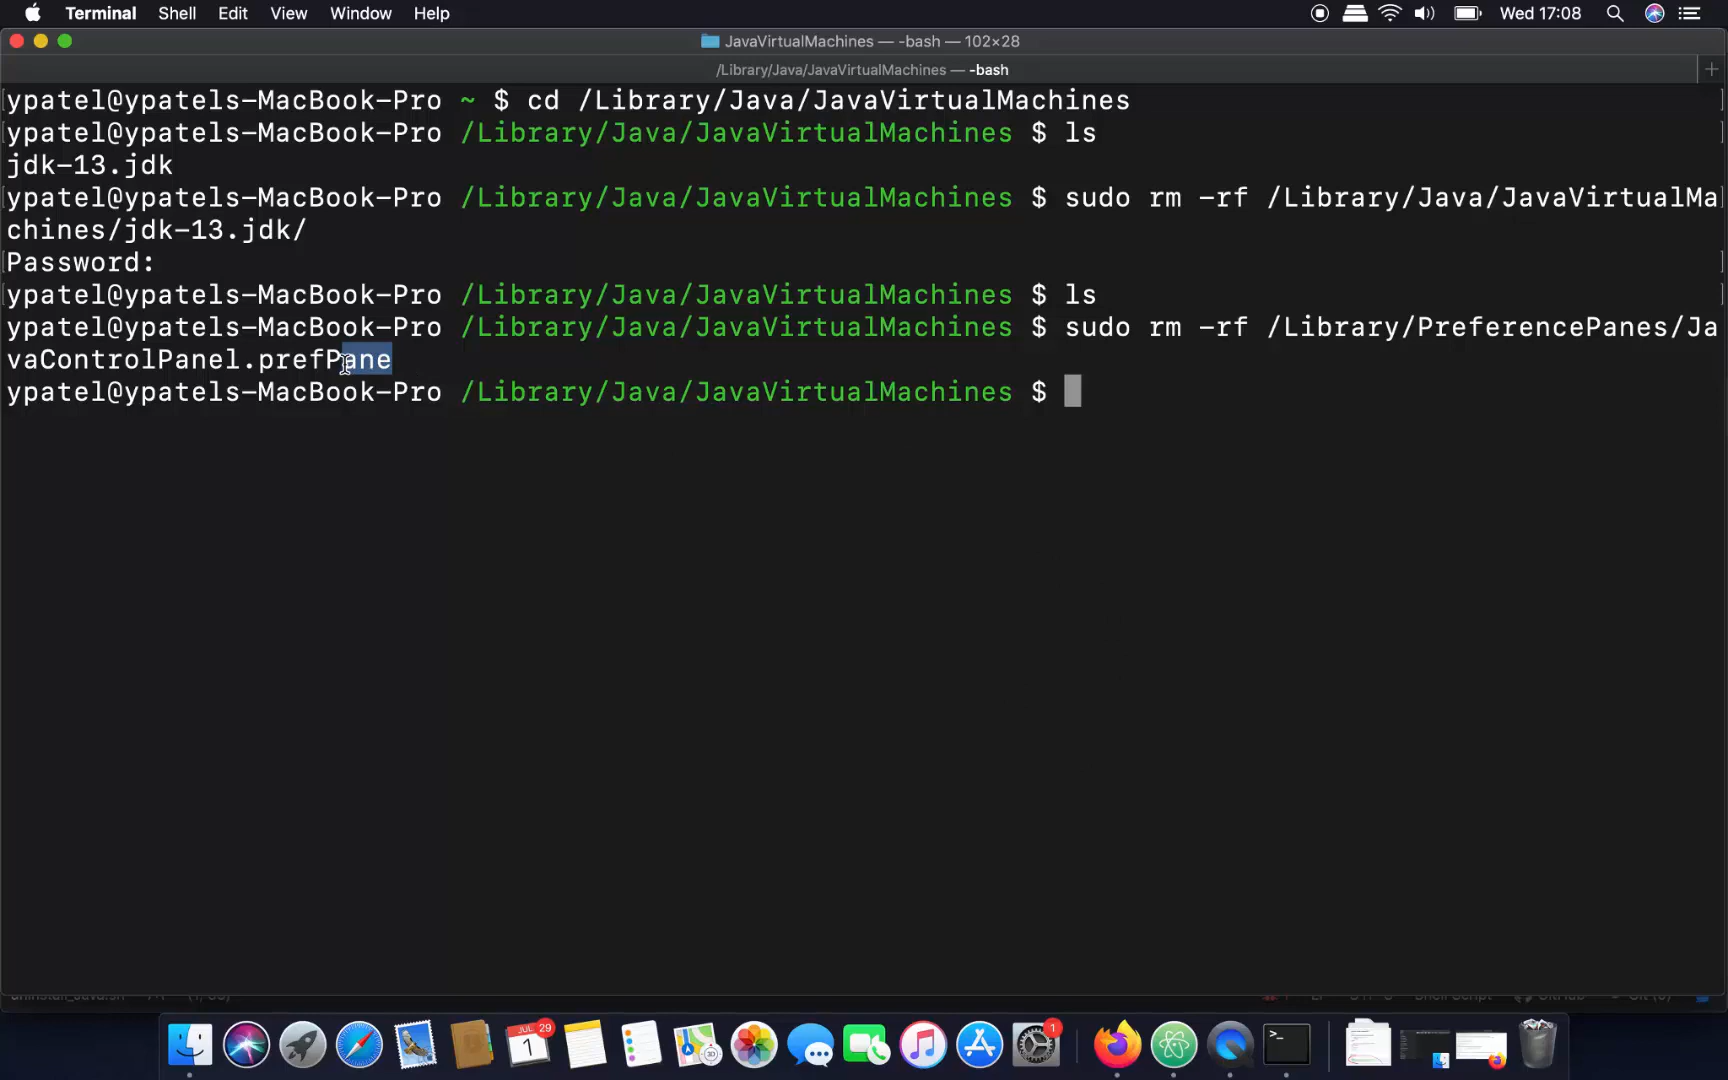 Terminal Shell Edit View Window Help Wed 17:08
JavaVirtualMachines — -bash — 102×28
/Library/Java/JavaVirtualMachines — -bash
ypatel@ypatels-MacBook-Pro ~ $ cd /Library/Java/JavaVirtualMachines
ypatel@ypatels-MacBook-Pro /Library/Java/JavaVirtualMachines $ ls
jdk-13.jdk
ypatel@ypatels-MacBook-Pro /Library/Java/JavaVirtualMachines $ sudo rm -rf /Library/Java/JavaVirtualMa
chines/jdk-13.jdk/
Password:
ypatel@ypatels-MacBook-Pro /Library/Java/JavaVirtualMachines $ ls
ypatel@ypatels-MacBook-Pro /Library/Java/JavaVirtualMachines $ sudo rm -rf /Library/PreferencePanes/Ja
vaControlPanel.prefPane
ypatel@ypatels-MacBook-Pro /Library/Java/JavaVirtualMachines $
JUL 29
1
1